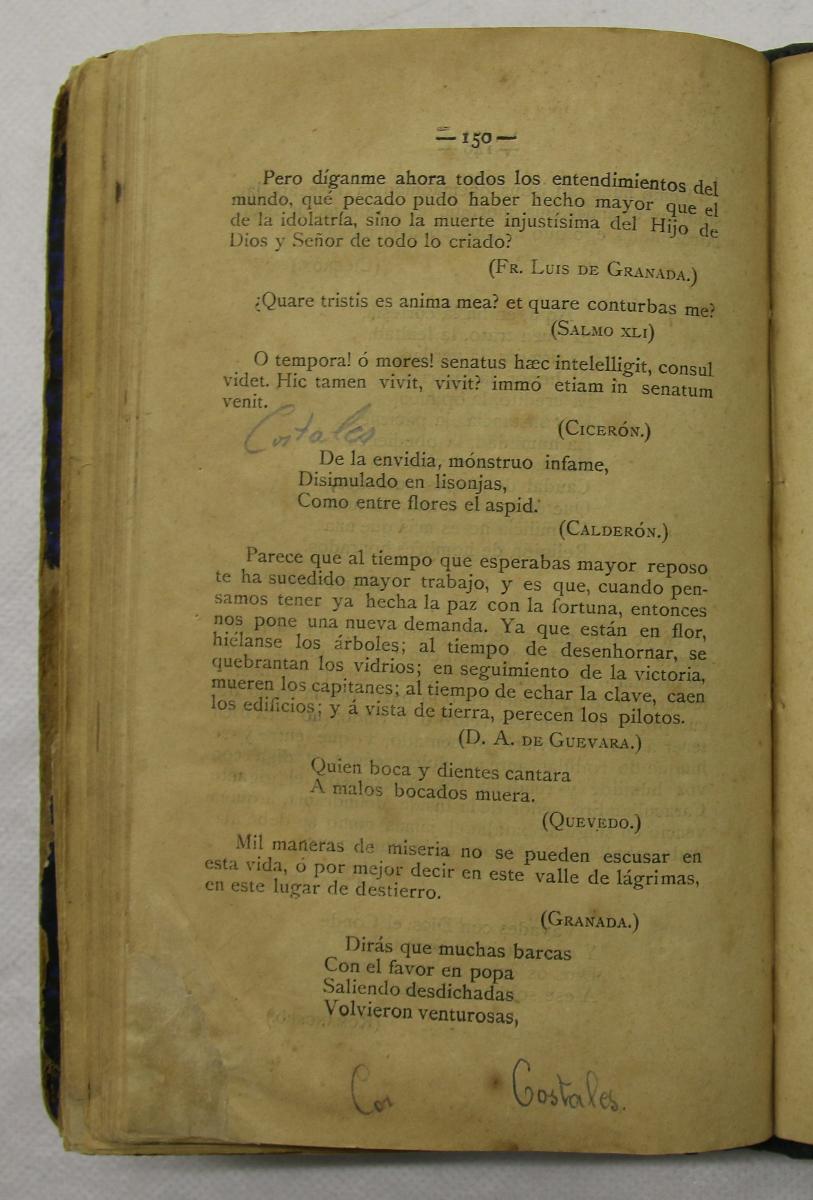 — 150 —
Pero díganme ahora todos los entendimientos del
mundo, qué pecado pudo haber hecho mayor que el
de la idolatría, sino la muerte injustísima del Hijo de
Dios y Señor de todo lo criado?
(Fr. Luis de Granada.)
¿Quare tristis es anima mea? et quare conturbas me?
(Salmo xli)
O tempora! ó mores! senatus hæc intelelligit, consul
videt. Hic tamen vivit, vivit? immó etiam in senatum
venit.
Costales
(Cicerón.)
De la envidia, mónstruo infame,
Disimulado en lisonjas,
Como entre flores el aspid.
(Calderón.)
Parece que al tiempo que esperabas mayor reposo
te ha sucedido mayor trabajo, y es que, cuando pen-
samos tener ya hecha la paz con la fortuna, entonces
nos pone una nueva demanda. Ya que están en flor,
hiélanse los árboles; al tiempo de desenhornar, se
quebrantan los vidrios; en seguimiento de la victoria,
mueren los capitanes; al tiempo de echar la clave, caen
los edificios; y á vista de tierra, perecen los pilotos.
(D. A. de Guevara.)
Quien boca y dientes cantara
A malos bocados muera.
(Quevedo.)
Mil maneras de miseria no se pueden escusar en
esta vida, ó por mejor decir en este valle de lágrimas,
en este lugar de destierro.
(Granada.)
Dirás que muchas barcas
Con el favor en popa
Saliendo desdichadas
Volvieron venturosas,
Cos Costales.